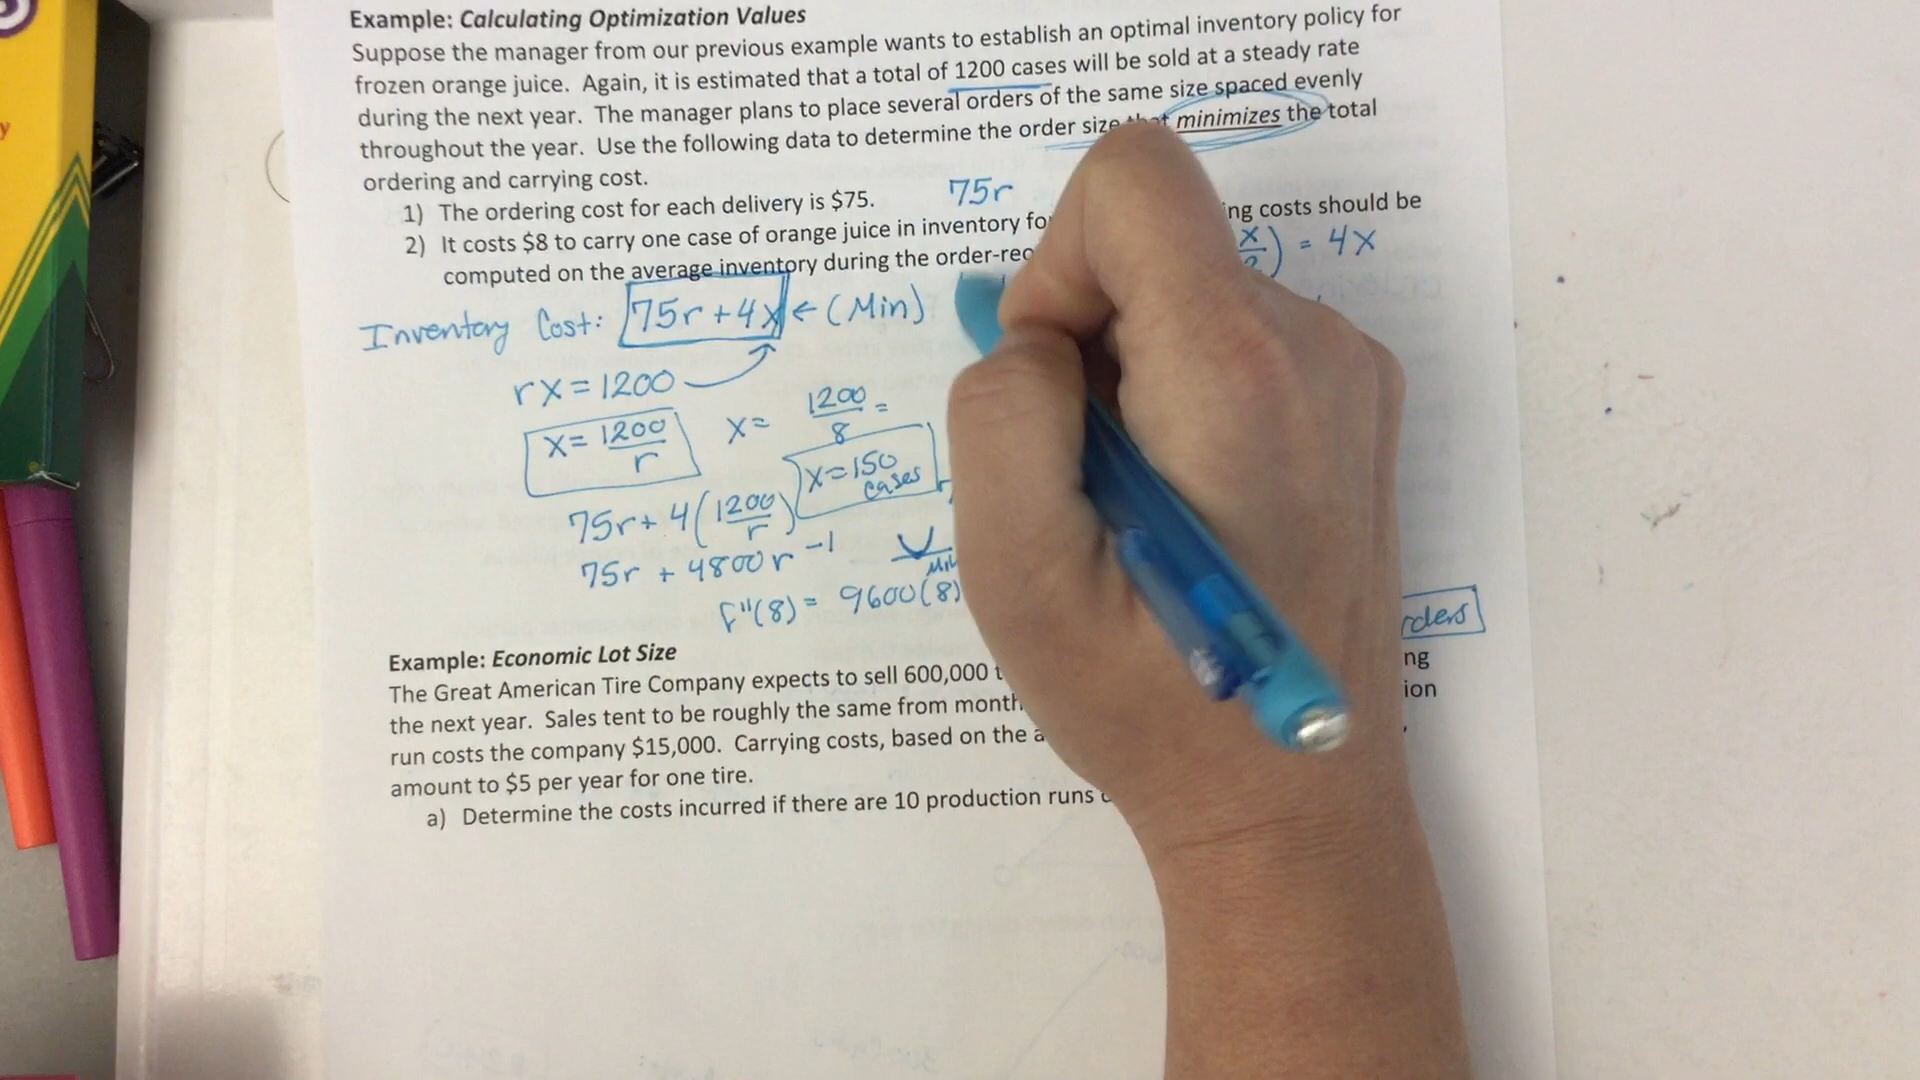 Example: Calculating Optimization Values
Suppose the manager from our previous example wants to establish an optimal inventory policy for
frozen orange juice. Again, it is estimated that a total of 1200 cases will be sold at a steady rate
during the next year. The manager plans to place several orders of the same size spaced evenly
throughout the year. Use the following data to determine the order size that minimizes the total
ordering and carrying cost.
1) The ordering cost for each delivery is $75. 75r
2) It costs $8 to carry one case of orange juice in inventory costs should be
computed on the average inventory during the = 4x
Inventory Cost: 75r + 4x ← (Min)
rx = 1200
x = 1200/r x = 1200/8 =
x = 150 cases
75r + 4(1200/r)
75r + 4800r⁻¹
Min
f"(8) = 9600(8)
Example: Economic Lot Size
The Great American Tire Company expects to sell 600,000
the next year. Sales tent to be roughly the same from
run costs the company $15,000. Carrying costs, based on the
amount to $5 per year for one tire.
a) Determine the costs incurred if there are 10 production runs